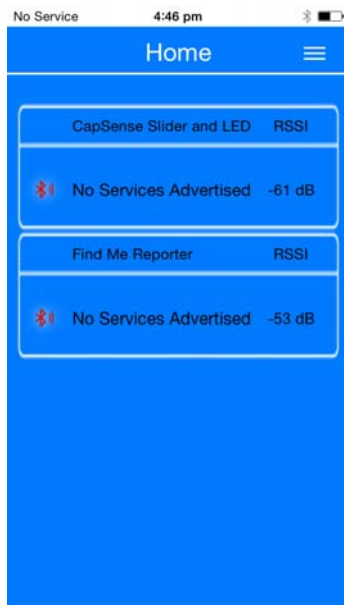 No Service 4:46 pm
Home
CapSense Slider and LED RSSI
No Services Advertised -61 dB
Find Me Reporter RSSI
No Services Advertised -53 dB